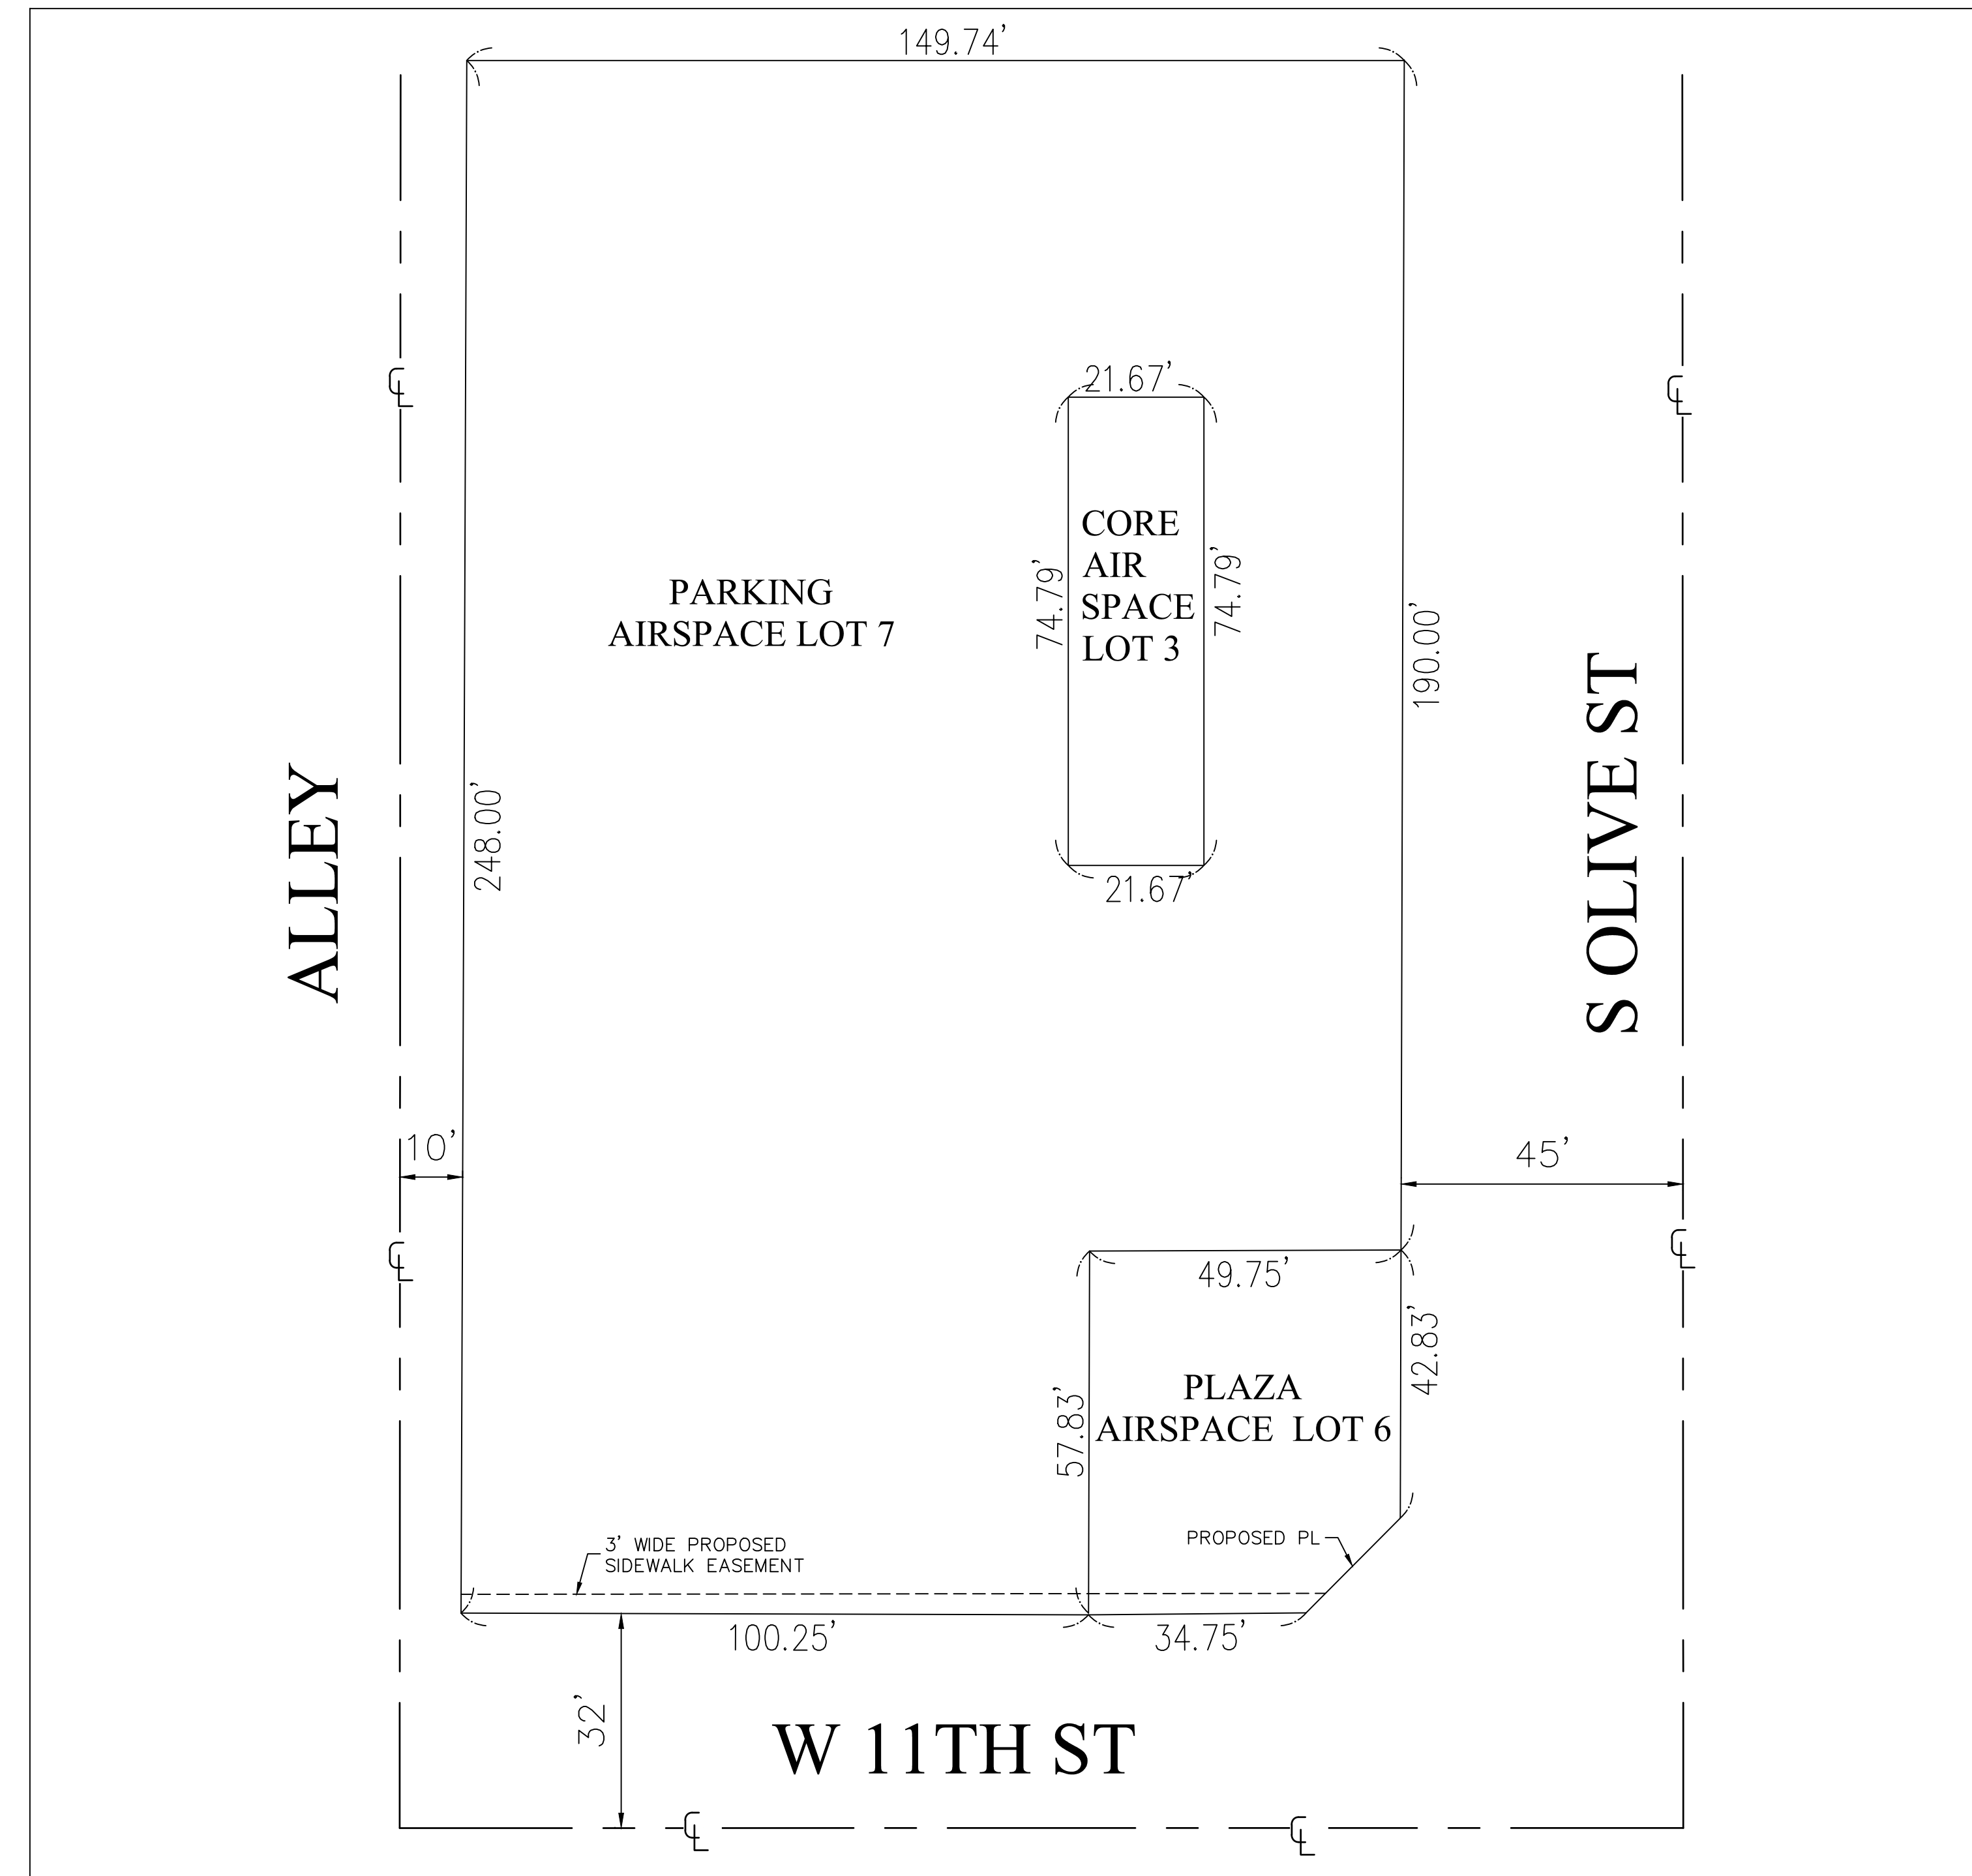 149.74'
21.67'
CORE
AIR
SPACE
LOT 3
74.79'
74.79'
PARKING
AIRSPACE LOT 7
190.00'
S OLIVE ST
ALLEY
248.00'
21.67'
10'
45'
49.75'
42.83'
57.83'
PLAZA
AIRSPACE LOT 6
PROPOSED PL
3' WIDE PROPOSED
SIDEWALK EASEMENT
100.25'
34.75'
32'
W 11TH ST
℄
℄
℄
℄
℄
℄